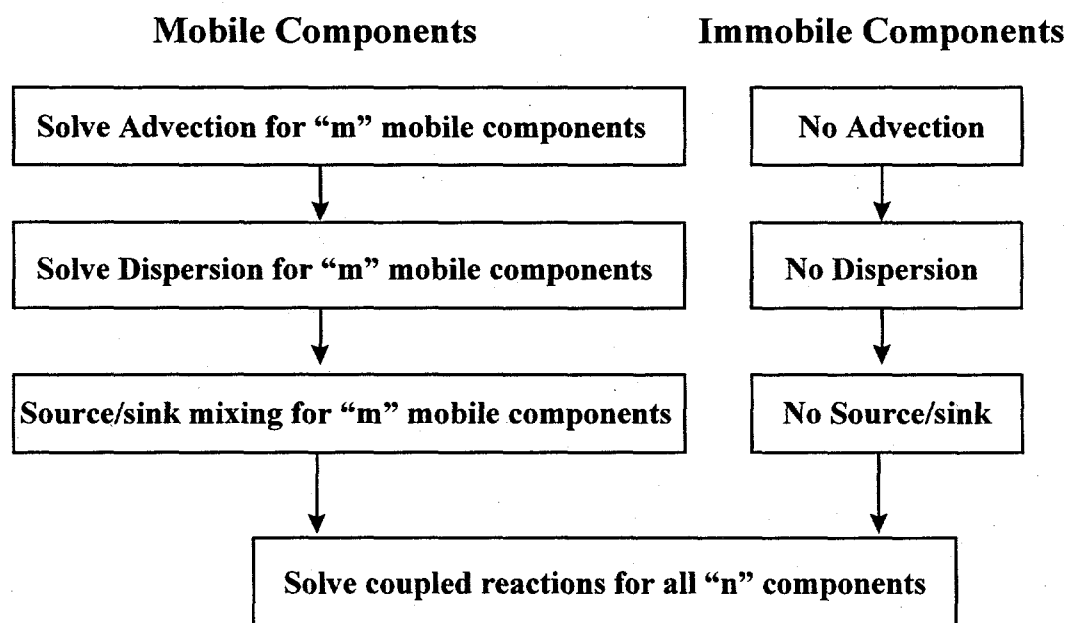 Mobile Components
Immobile Components
Solve Advection for “m” mobile components
No Advection
Solve Dispersion for “m” mobile components
No Dispersion
Source/sink mixing for “m” mobile components
No Source/sink
Solve coupled reactions for all “n” components